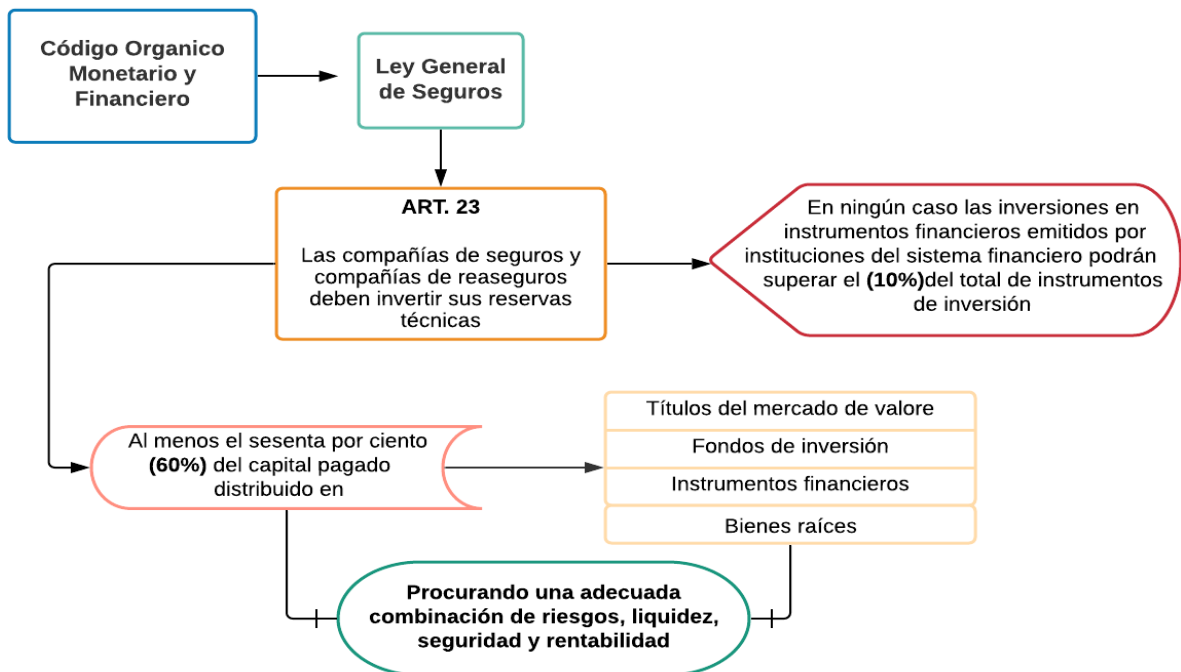 Código Organico
Monetario y
Financiero
Ley General
de Seguros
ART. 23
Las compañías de seguros y
compañías de reaseguros
deben invertir sus reservas
técnicas
En ningún caso las inversiones en
instrumentos financieros emitidos por
instituciones del sistema financiero podrán
superar el (10%)del total de instrumentos
de inversión
Al menos el sesenta por ciento
(60%) del capital pagado
distribuido en
Títulos del mercado de valore
Fondos de inversión
Instrumentos financieros
Bienes raíces
Procurando una adecuada
combinación de riesgos, liquidez,
seguridad y rentabilidad